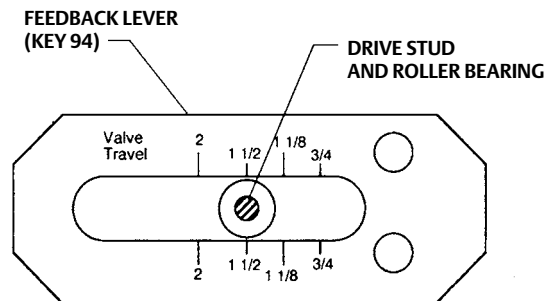 FEEDBACK LEVER
(KEY 94)
DRIVE STUD
AND ROLLER BEARING
Valve
Travel
2
1 1/2
1 1/8
3/4
2
1 1/2
1 1/8
3/4